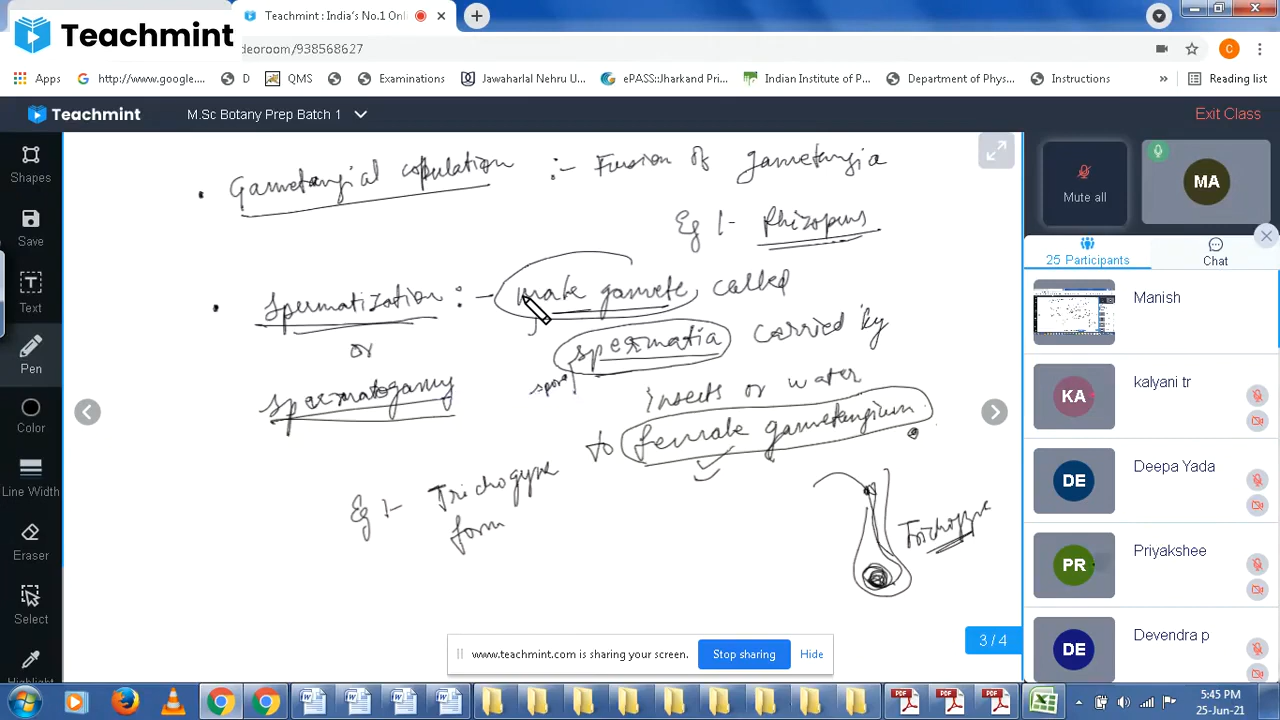 Teachmint : India's No.1 Onl
Teachmint
deoroom/938568627
Apps
http://www.google....
D
QMS
Examinations
Jawaharlal Nehru U...
ePASS::Jharkand Pri...
Indian Institute of P...
Department of Phys...
Instructions
»
Reading list
Teachmint
M.Sc Botany Prep Batch 1
Exit Class
Shapes
Save
Text
Pen
Color
Line Width
Eraser
Select
Highlight
• Gametangial copulation :- Fusion of gametangia
Eg :- Rhizopus
• Spermatization :- male gamete, called
or
spermatia carried by
spore
Spermatogamy
insects or water
to female gametangium
Eg :- Trichogyne
form
Trichogyne
3 / 4
www.teachmint.com is sharing your screen.
Stop sharing
Hide
Mute all
MA
25 Participants
Chat
Manish
KA
kalyani tr
DE
Deepa Yada
PR
Priyakshee
DE
Devendra p
C
5:45 PM
25-Jun-21